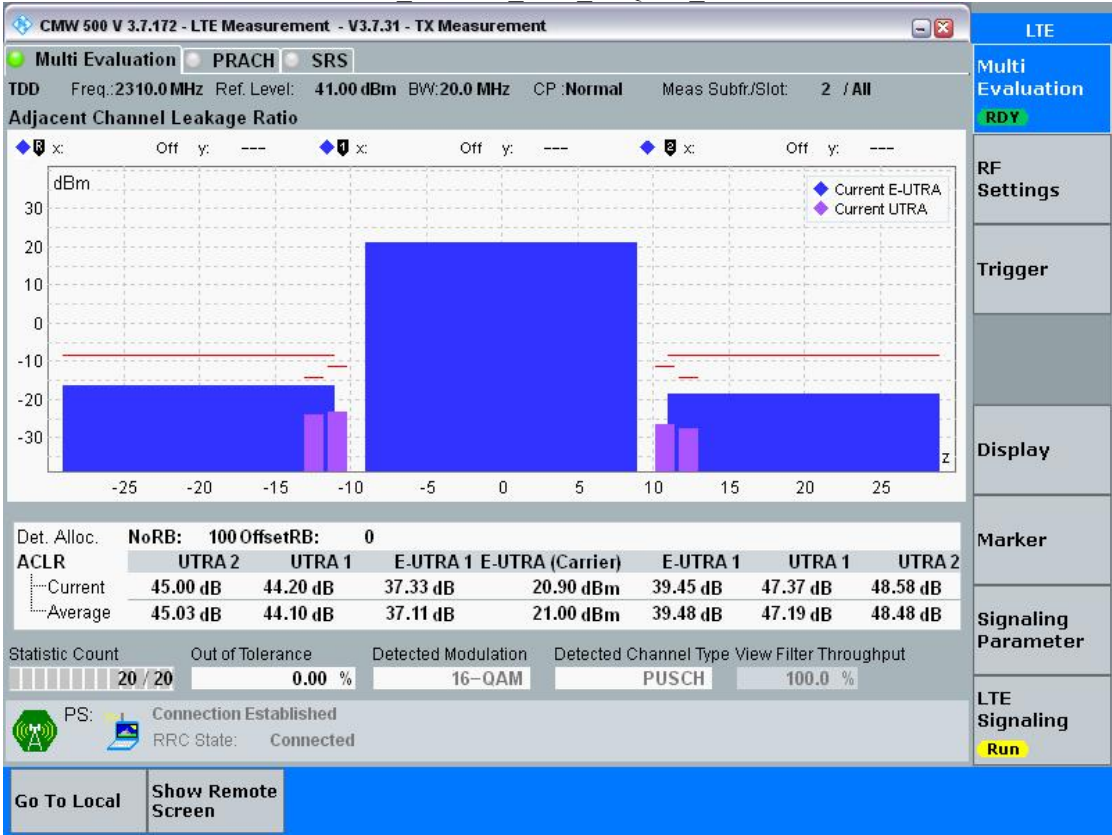 CMW 500 V 3.7.172 - LTE Measurement - V3.7.31 - TX Measurement
LTE
Multi Evaluation PRACH SRS
TDD Freq.:2310.0 MHz Ref. Level: 41.00 dBm BW:20.0 MHz CP :Normal Meas Subfr./Slot: 2 / All
Adjacent Channel Leakage Ratio
R x: Off y: --- 1 x: Off y: --- 2 x: Off y: ---
dBm
Current E-UTRA
Current UTRA
30
20
10
0
-10
-20
-30
z
-25 -20 -15 -10 -5 0 5 10 15 20 25
Det. Alloc. NoRB: 100 OffsetRB: 0
ACLR UTRA 2 UTRA 1 E-UTRA 1 E-UTRA (Carrier) E-UTRA 1 UTRA 1 UTRA 2
Current 45.00 dB 44.20 dB 37.33 dB 20.90 dBm 39.45 dB 47.37 dB 48.58 dB
Average 45.03 dB 44.10 dB 37.11 dB 21.00 dBm 39.48 dB 47.19 dB 48.48 dB
Statistic Count Out of Tolerance Detected Modulation Detected Channel Type View Filter Throughput
20 / 20 0.00 % 16-QAM PUSCH 100.0 %
PS: Connection Established
RRC State: Connected
Multi
Evaluation
RDY
RF
Settings
Trigger
Display
Marker
Signaling
Parameter
LTE
Signaling
Run
Go To Local
Show Remote
Screen